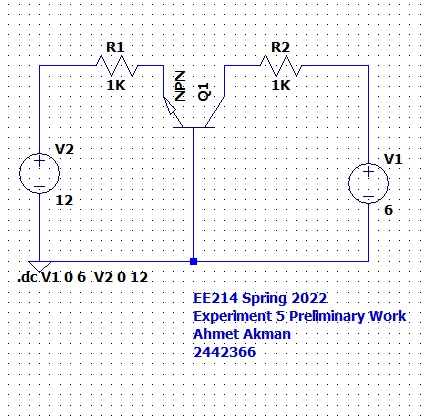 R1
R2
1K
NPN
Q1
1K
V2
V1
12
6
.dc V1 0 6 V2 0 12
EE214 Spring 2022
Experiment 5 Preliminary Work
Ahmet Akman
2442366